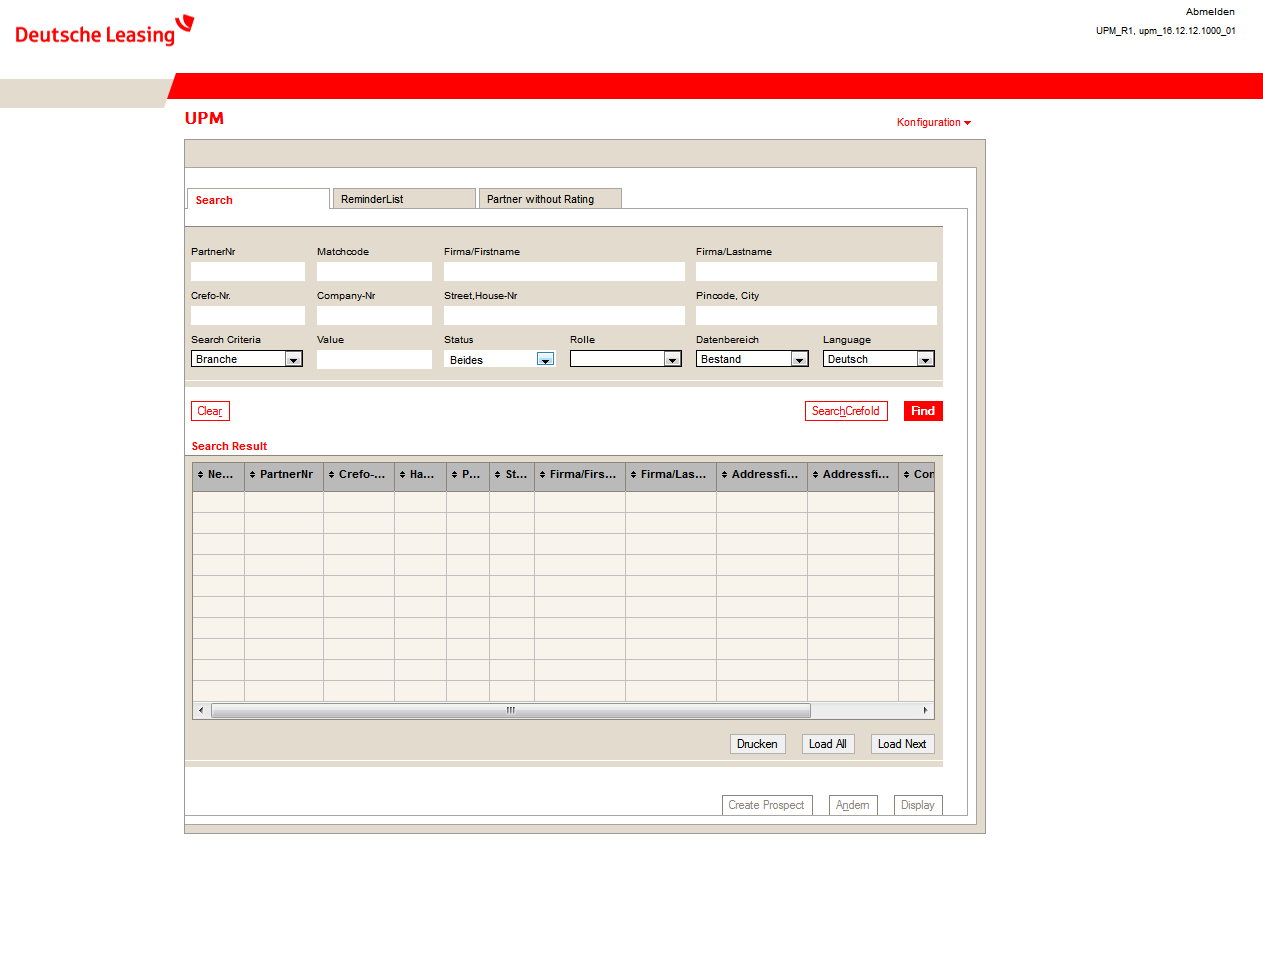 Abmelden
Deutsche Leasing
UPM_R1, upm_16.12.12.1000_01
UPM
Konfiguration
Search ReminderList Partner without Rating
PartnerNr Matchcode Firma/Firstname Firma/Lastname
Crefo-Nr. Company-Nr Street,House-Nr Pincode, City
Search Criteria Value Status Rolle Datenbereich Language
Branche Beides Bestand Deutsch
Clear SearchCrefoId Find
Search Result
Ne... PartnerNr Crefo-... Ha... P... St... Firma/Firs... Firma/Las... Addressfi... Addressfi... Con
Drucken Load All Load Next
Create Prospect Ändern Display